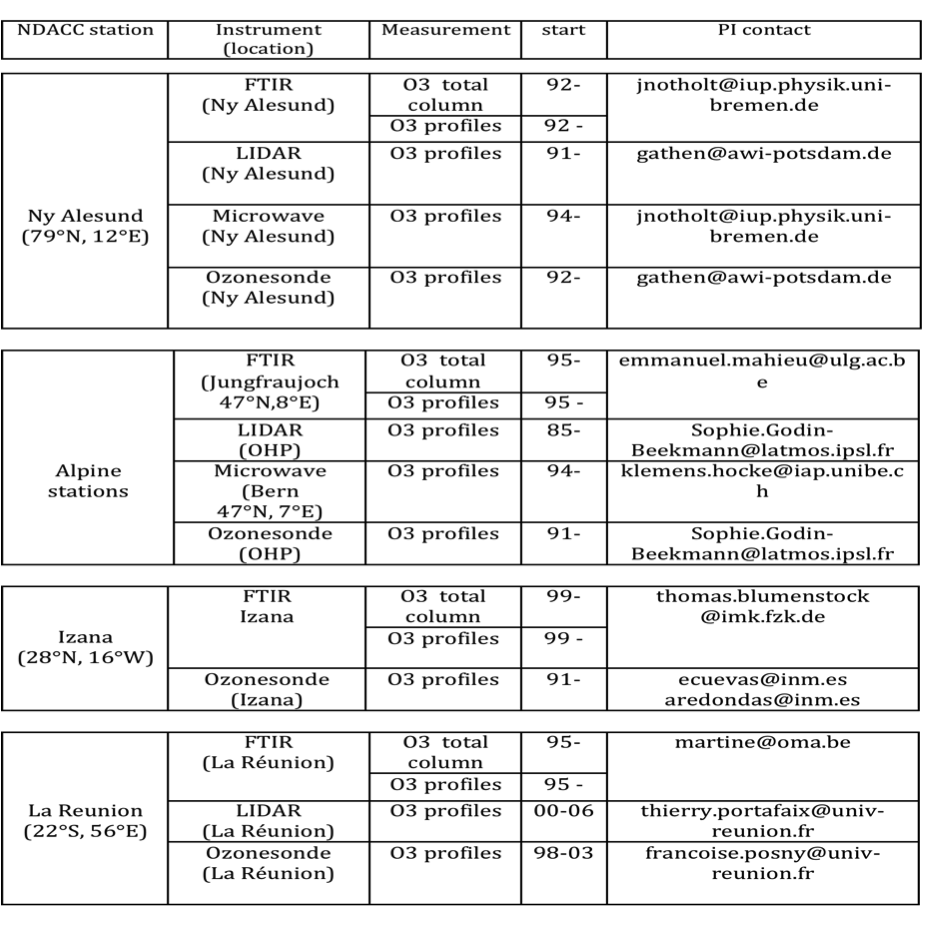 NDACC station Instrument Measurement start PI contact
(location)
FTIR O3 total 92- jnotholt@iup.physik.uni-
(Ny Alesund) column bremen.de
O3 profiles 92 -
LIDAR O3 profiles 91- gathen@awi-potsdam.de
(Ny Alesund)
Ny Alesund Microwave O3 profiles 94- jnotholt@iup.physik.uni-
(79°N, 12°E) (Ny Alesund) bremen.de
Ozonesonde O3 profiles 92- gathen@awi-potsdam.de
(Ny Alesund)
FTIR O3 total 95- emmanuel.mahieu@ulg.ac.b
(Jungfraujoch column e
47°N,8°E) O3 profiles 95 -
LIDAR O3 profiles 85- Sophie.Godin-
(OHP) Beekmann@latmos.ipsl.fr
Alpine Microwave O3 profiles 94- klemens.hocke@iap.unibe.c
stations (Bern h
47°N, 7°E)
Ozonesonde O3 profiles 91- Sophie.Godin-
(OHP) Beekmann@latmos.ipsl.fr
FTIR O3 total 99- thomas.blumenstock
Izana column @imk.fzk.de
Izana O3 profiles 99 -
(28°N, 16°W)
Ozonesonde O3 profiles 91- ecuevas@inm.es
(Izana) aredondas@inm.es
FTIR O3 total 95- martine@oma.be
(La Réunion) column
O3 profiles 95 -
La Reunion LIDAR O3 profiles 00-06 thierry.portafaix@univ-
(22°S, 56°E) (La Réunion) reunion.fr
Ozonesonde O3 profiles 98-03 francoise.posny@univ-
(La Réunion) reunion.fr